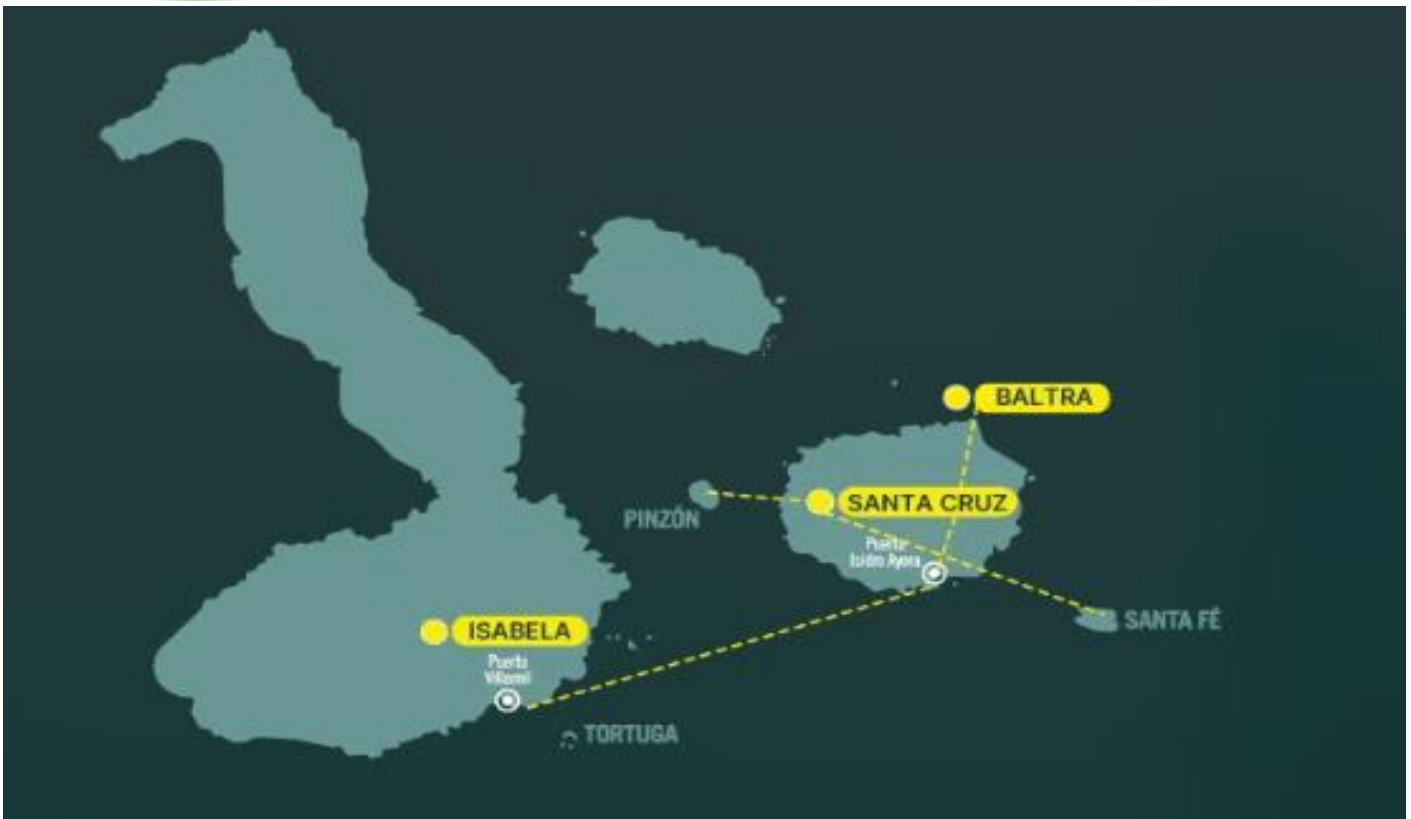 BALTRA
SANTA CRUZ
PINZÓN
Puerto
Isidro Ayora
SANTA FÉ
ISABELA
Puerto
Villamil
TORTUGA